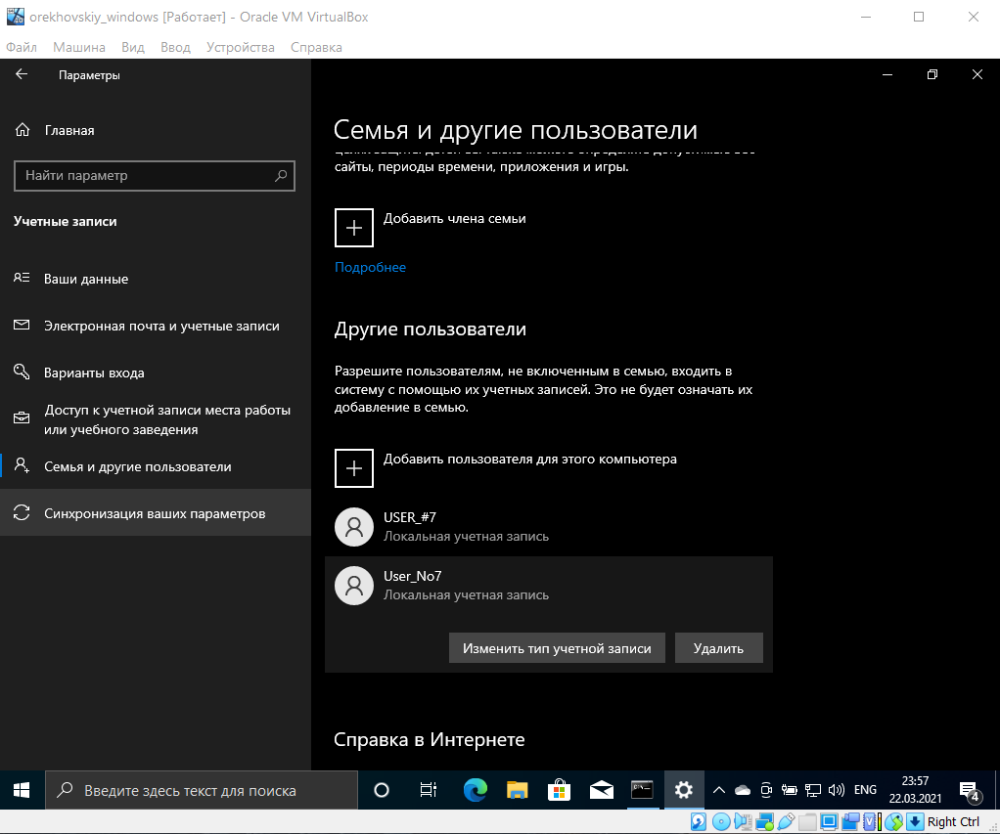 orekhovskiy_windows [Работает] - Oracle VM VirtualBox
Файл Машина Вид Ввод Устройства Справка
Параметры
Главная
Найти параметр
Учетные записи
Ваши данные
Электронная почта и учетные записи
Варианты входа
Доступ к учетной записи места работы
или учебного заведения
Семья и другие пользователи
Синхронизация ваших параметров
Семья и другие пользователи
сайты, периоды времени, приложения и игры.
Добавить члена семьи
Подробнее
Другие пользователи
Разрешите пользователям, не включенным в семью, входить в
систему с помощью их учетных записей. Это не будет означать их
добавление в семью.
Добавить пользователя для этого компьютера
USER_#7
Локальная учетная запись
User_No7
Локальная учетная запись
Изменить тип учетной записи Удалить
Справка в Интернете
Введите здесь текст для поиска
ENG
23:57
22.03.2021
4
Right Ctrl